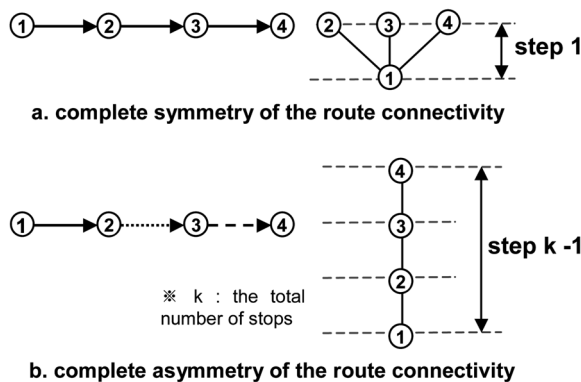 1 2 3 4
2 3 4
step 1
1
a. complete symmetry of the route connectivity
4
3
1 2 3 4
step k -1
2
※ k : the total
number of stops
1
b. complete asymmetry of the route connectivity